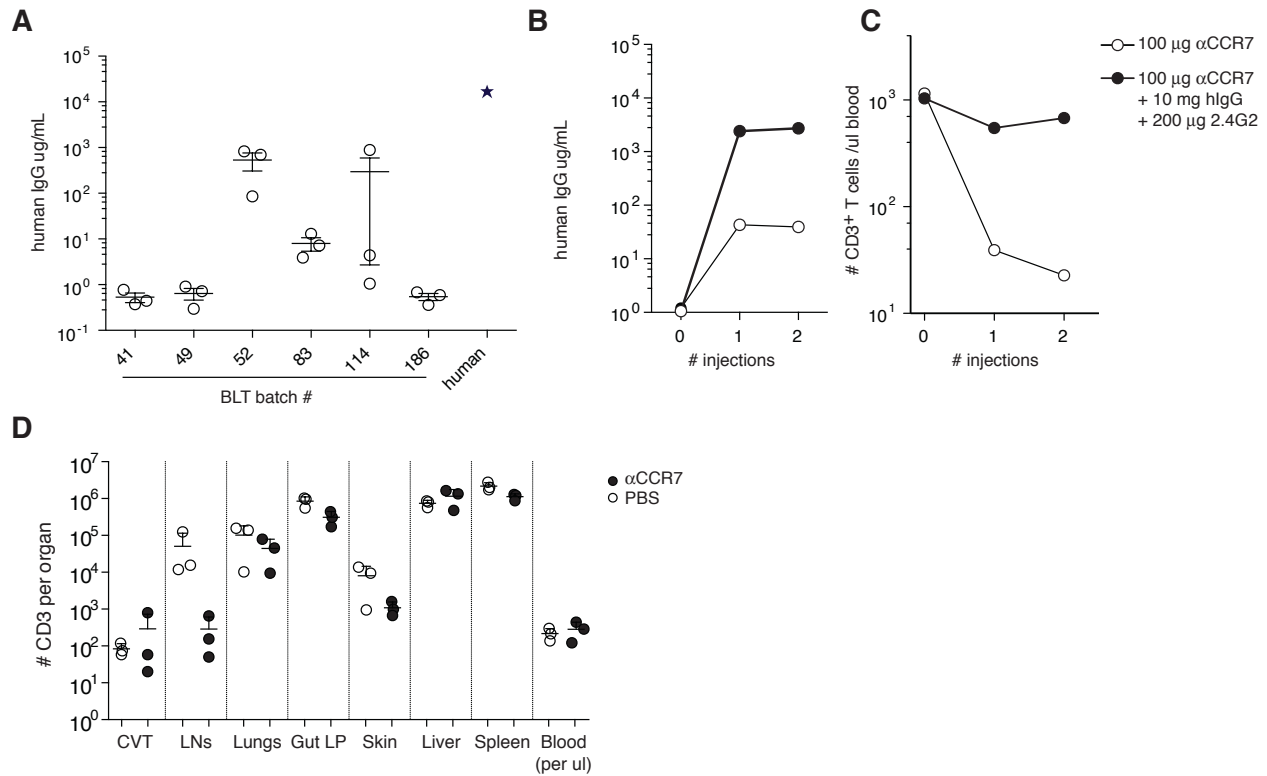 A
human IgG ug/mL
10^5
10^4
10^3
10^2
10^1
10^0
10^-1
41
49
52
83
114
186
human
BLT batch #
B
human IgG ug/mL
10^5
10^4
10^3
10^2
10^1
10^0
0
1
2
# injections
C
# CD3+ T cells /ul blood
10^3
10^2
10^1
0
1
2
# injections
100 μg αCCR7
100 μg αCCR7
+ 10 mg hIgG
+ 200 μg 2.4G2
D
# CD3 per organ
10^7
10^6
10^5
10^4
10^3
10^2
10^1
10^0
CVT
LNs
Lungs
Gut LP
Skin
Liver
Spleen
Blood
(per ul)
αCCR7
PBS